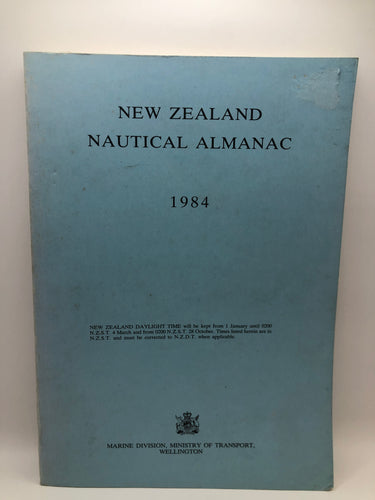 NEW ZEALAND
NAUTICAL ALMANAC
1984
NEW ZEALAND DAYLIGHT TIME will be kept from 1 January until 0200
N.Z.S.T. 4 March and from 0200 N.Z.S.T. 28 October. Times listed herein are in
N.Z.S.T. and must be corrected to N.Z.D.T. when applicable.
MARINE DIVISION, MINISTRY OF TRANSPORT,
WELLINGTON